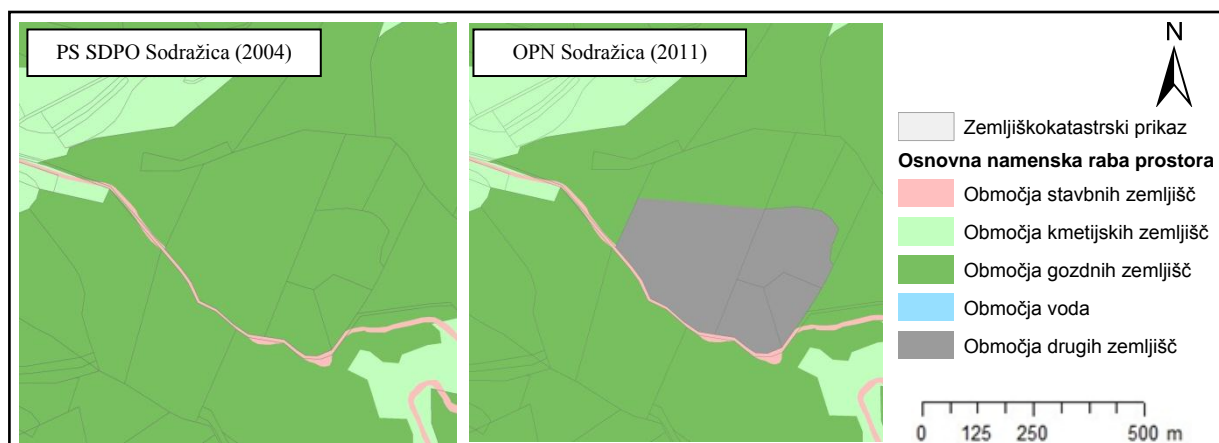 PS SDPO Sodražica (2004)
OPN Sodražica (2011)
N
Zemljiškokatastrski prikaz
Osnovna namenska raba prostora
Območja stavbnih zemljišč
Območja kmetijskih zemljišč
Območja gozdnih zemljišč
Območja voda
Območja drugih zemljišč
0 125 250 500 m